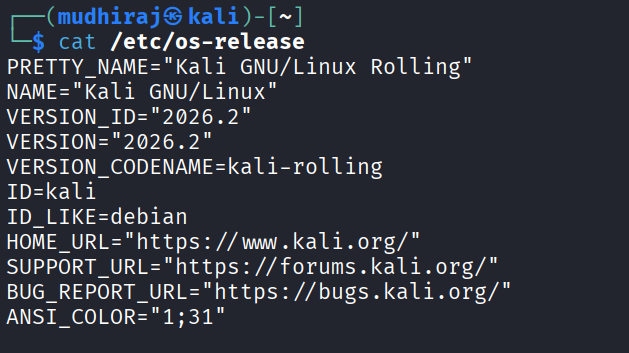 ┌──(mudhiraj㉿kali)-[~]
└─$ cat /etc/os-release
PRETTY_NAME="Kali GNU/Linux Rolling"
NAME="Kali GNU/Linux"
VERSION_ID="2026.2"
VERSION="2026.2"
VERSION_CODENAME=kali-rolling
ID=kali
ID_LIKE=debian
HOME_URL="https://www.kali.org/"
SUPPORT_URL="https://forums.kali.org/"
BUG_REPORT_URL="https://bugs.kali.org/"
ANSI_COLOR="1;31"